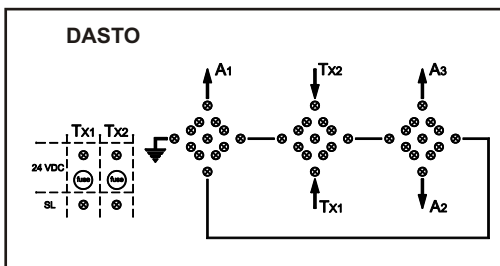 DASTO
A1
Tx2
A3
Tx1 Tx2
24 VDC
fuse fuse
SL
Tx1
A2